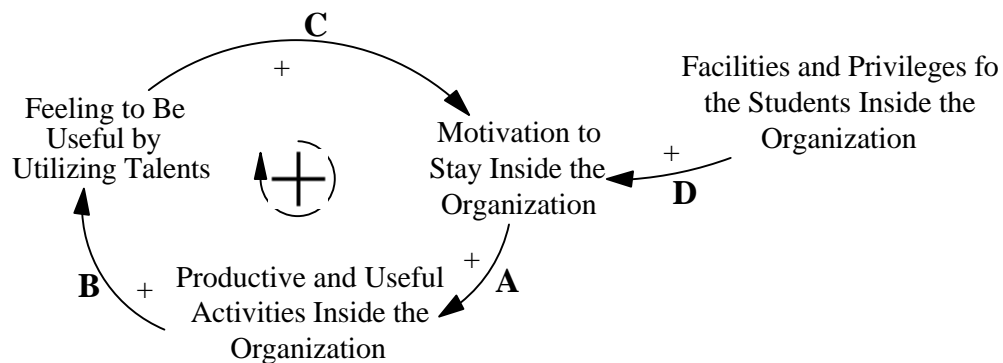 C
+
Facilities and Privileges fo
the Students Inside the
Organization
Feeling to Be
Useful by
Utilizing Talents
Motivation to
Stay Inside the
Organization
+
D
+
B
+
Productive and Useful
Activities Inside the
Organization
+
A